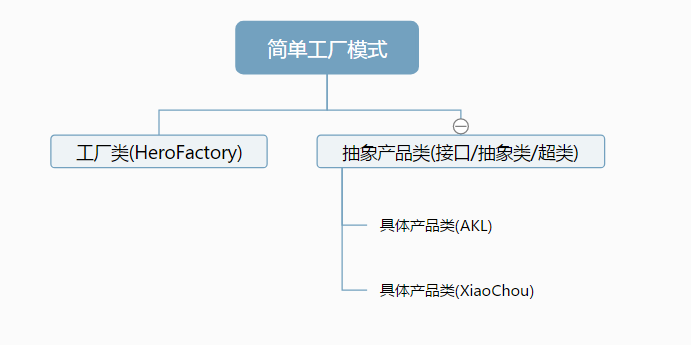 简单工厂模式
工厂类(HeroFactory)
抽象产品类(接口/抽象类/超类)
具体产品类(AKL)
具体产品类(XiaoChou)